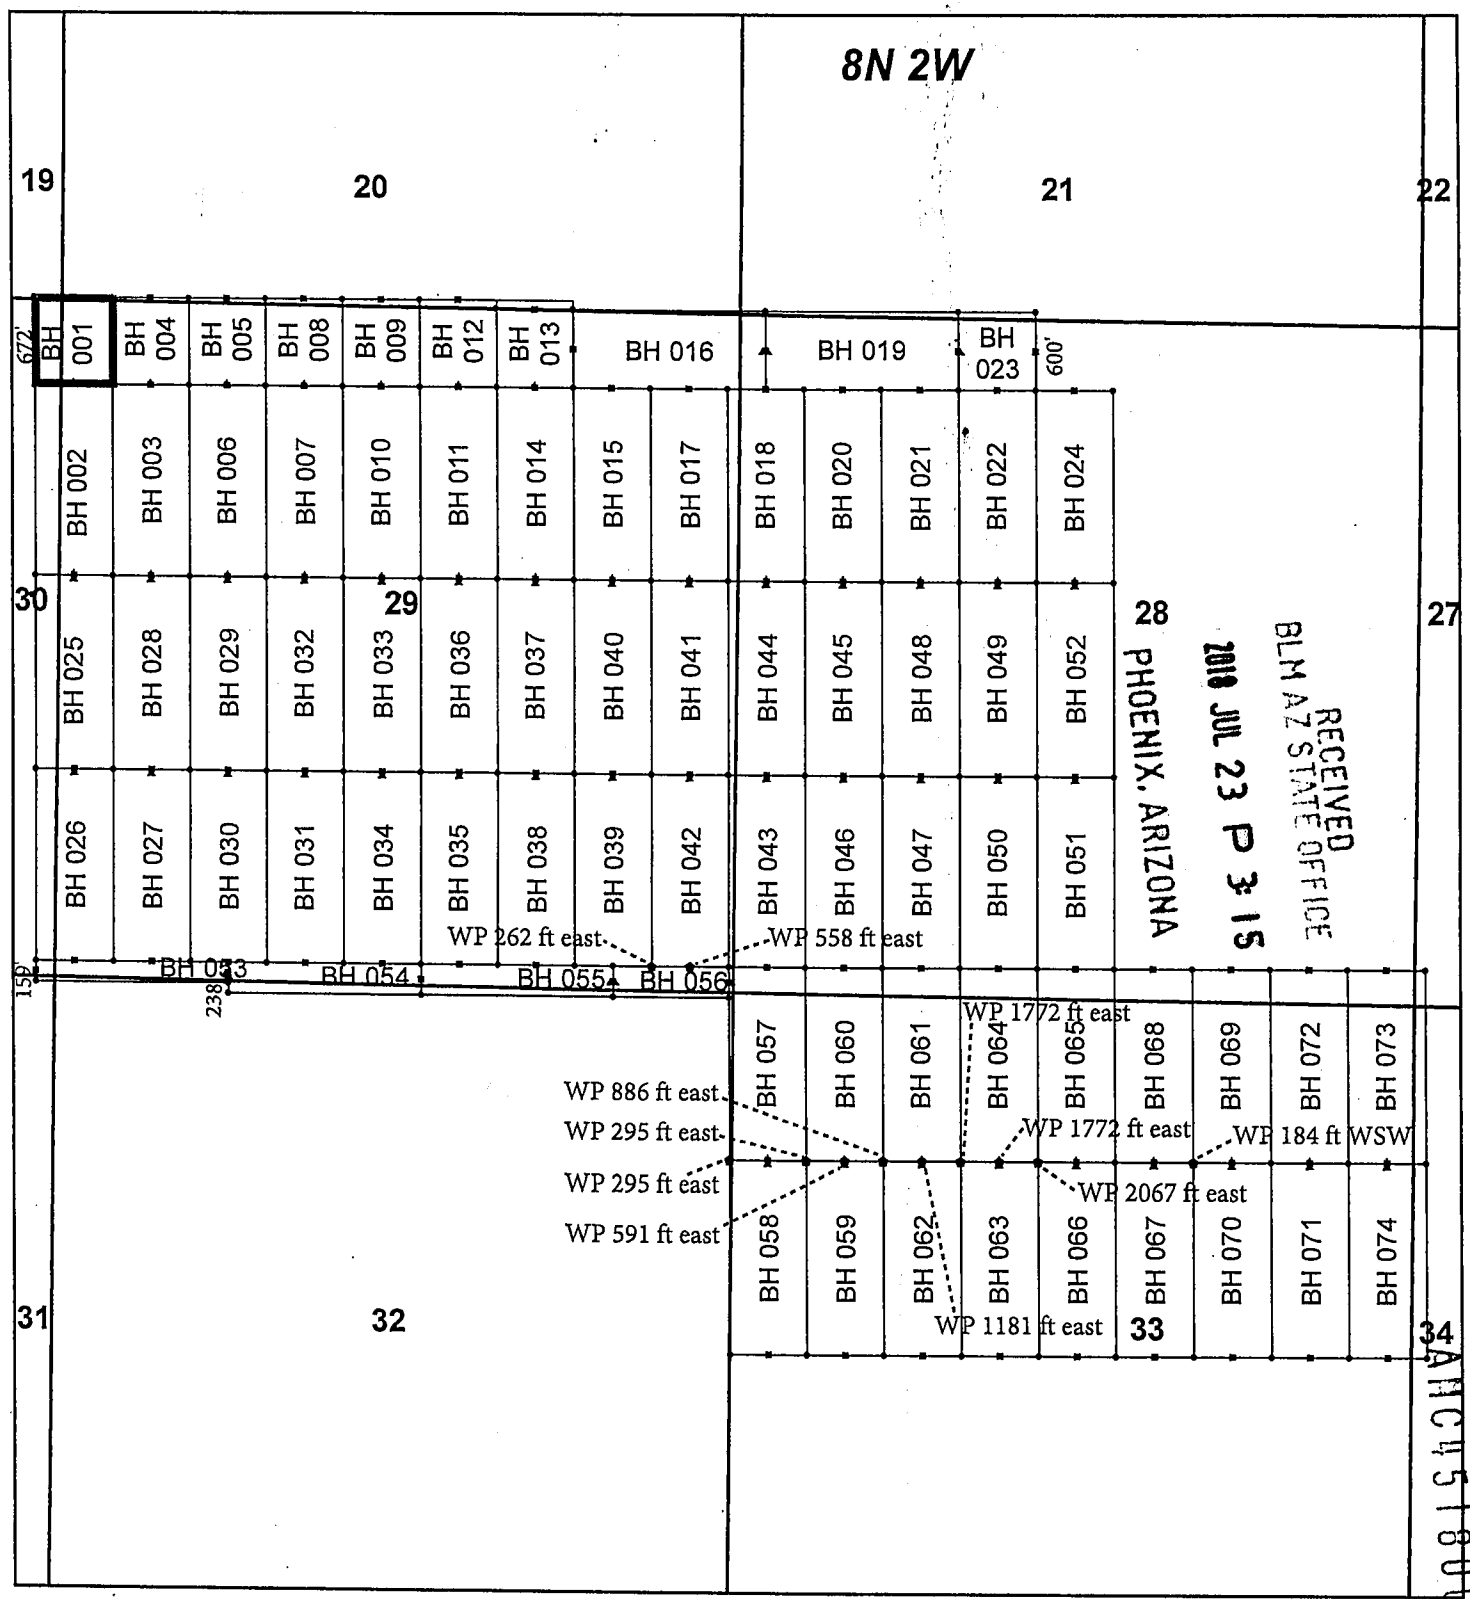 8N 2W
19
20
21
22
672'
BH 001
BH 004
BH 005
BH 008
BH 009
BH 012
BH 013
BH 016
BH 019
BH 023
600'
BH 002
BH 003
BH 006
BH 007
BH 010
BH 011
BH 014
BH 015
BH 017
BH 018
BH 020
BH 021
BH 022
BH 024
30
29
28
27
BH 025
BH 028
BH 029
BH 032
BH 033
BH 036
BH 037
BH 040
BH 041
BH 044
BH 045
BH 048
BH 049
BH 052
RECEIVED
BLM AZ STATE OFFICE
2018 JUL 23 P 3:15
PHOENIX, ARIZONA
BH 026
BH 027
BH 030
BH 031
BH 034
BH 035
BH 038
BH 039
BH 042
BH 043
BH 046
BH 047
BH 050
BH 051
WP 262 ft east
WP 558 ft east
159'
BH 053
238'
BH 054
BH 055
BH 056
WP 1772 ft east
BH 057
BH 060
BH 061
BH 064
BH 065
BH 068
BH 069
BH 072
BH 073
WP 886 ft east
WP 295 ft east
WP 1772 ft east
WP 184 ft WSW
WP 295 ft east
WP 2067 ft east
WP 591 ft east
BH 058
BH 059
BH 062
BH 063
BH 066
BH 067
BH 070
BH 071
BH 074
31
32
WP 1181 ft east
33
34